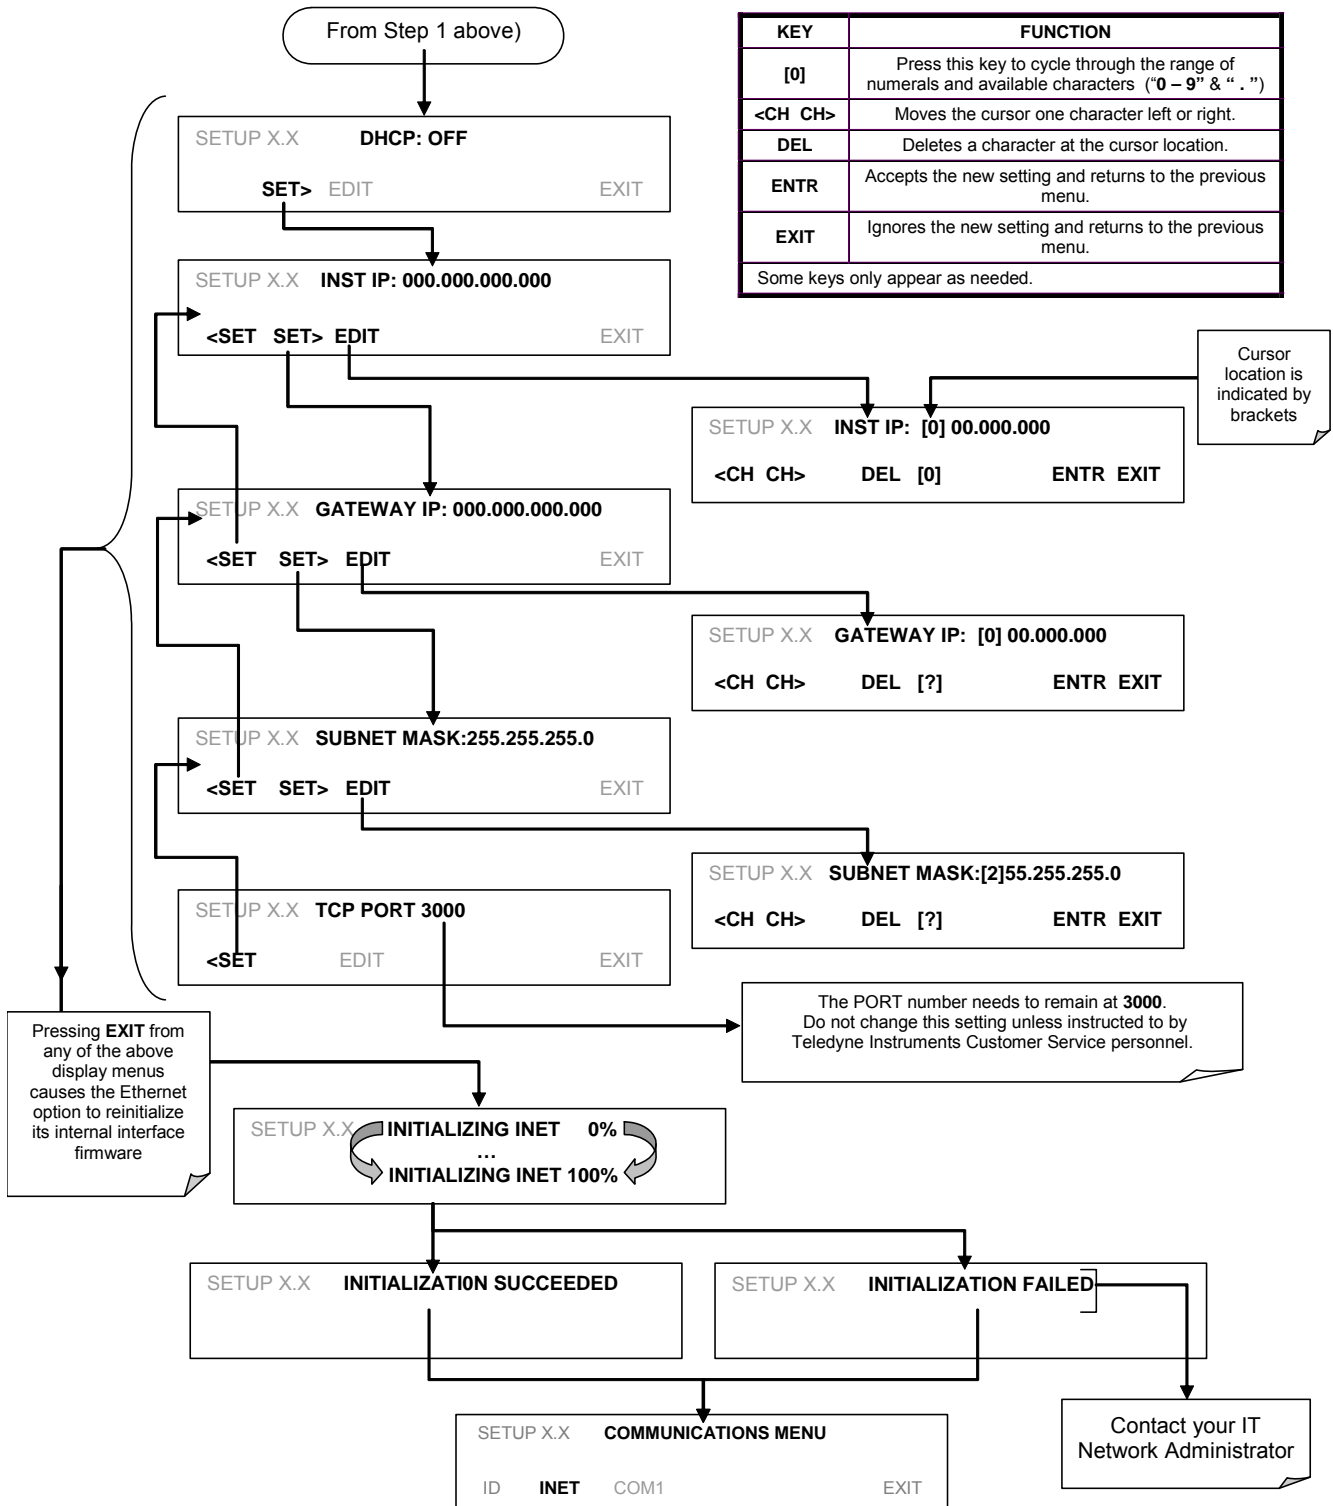 From Step 1 above)
KEY FUNCTION
[0] Press this key to cycle through the range of
numerals and available characters (“0 – 9” & “ . ”)
<CH CH> Moves the cursor one character left or right.
DEL Deletes a character at the cursor location.
ENTR Accepts the new setting and returns to the previous
menu.
EXIT Ignores the new setting and returns to the previous
menu.
Some keys only appear as needed.
SETUP X.X DHCP: OFF
SET> EDIT EXIT
SETUP X.X INST IP: 000.000.000.000
<SET SET> EDIT EXIT
Cursor
location is
indicated by
brackets
SETUP X.X INST IP: [0] 00.000.000
<CH CH> DEL [0] ENTR EXIT
SETUP X.X GATEWAY IP: 000.000.000.000
<SET SET> EDIT EXIT
SETUP X.X GATEWAY IP: [0] 00.000.000
<CH CH> DEL [?] ENTR EXIT
SETUP X.X SUBNET MASK:255.255.255.0
<SET SET> EDIT EXIT
SETUP X.X SUBNET MASK:[2]55.255.255.0
<CH CH> DEL [?] ENTR EXIT
SETUP X.X TCP PORT 3000
<SET EDIT EXIT
The PORT number needs to remain at 3000.
Do not change this setting unless instructed to by
Teledyne Instruments Customer Service personnel.
Pressing EXIT from
any of the above
display menus
causes the Ethernet
option to reinitialize
its internal interface
firmware
SETUP X.X INITIALIZING INET 0%
…
INITIALIZING INET 100%
SETUP X.X INITIALIZATI0N SUCCEEDED
SETUP X.X INITIALIZATION FAILED
Contact your IT
Network Administrator
SETUP X.X COMMUNICATIONS MENU
ID INET COM1 EXIT